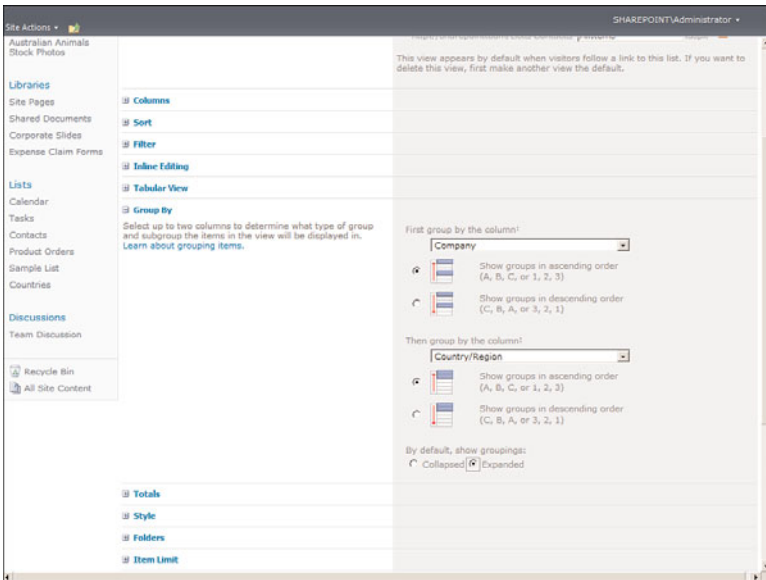 Site Actions
SHAREPOINT\Administrator
Australian Animals
Stock Photos
This view appears by default when visitors follow a link to this list. If you want to
delete this view, first make another view the default.
Libraries
Site Pages
Shared Documents
Corporate Slides
Expense Claim Forms
Lists
Calendar
Tasks
Contacts
Product Orders
Sample List
Countries
Discussions
Team Discussion
Recycle Bin
All Site Content
Columns
Sort
Filter
Inline Editing
Tabular View
Group By
Select up to two columns to determine what type of group
and subgroup the items in the view will be displayed in.
Learn about grouping items.
First group by the column:
Company
Show groups in ascending order
(A, B, C, or 1, 2, 3)
Show groups in descending order
(C, B, A, or 3, 2, 1)
Then group by the column:
Country/Region
Show groups in ascending order
(A, B, C, or 1, 2, 3)
Show groups in descending order
(C, B, A, or 3, 2, 1)
By default, show groupings:
Collapsed Expanded
Totals
Style
Folders
Item Limit